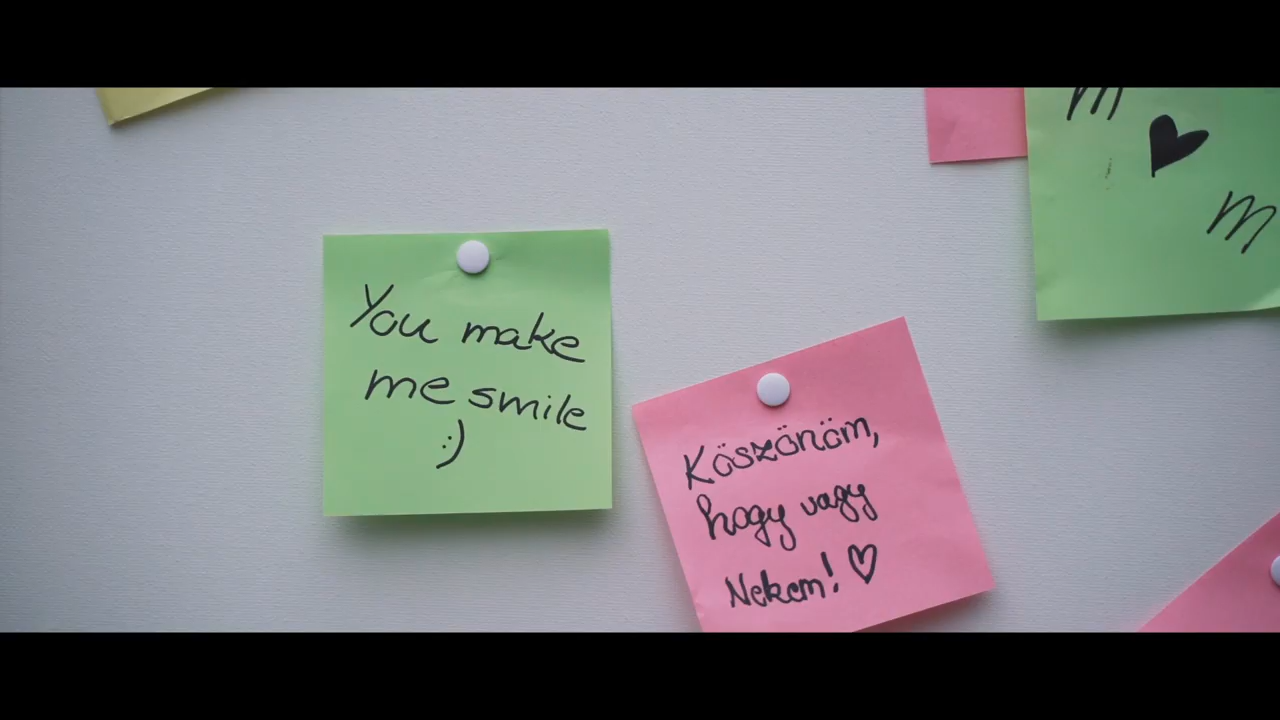 You make
me smile
:)
Köszönöm,
hogy vagy
Nekem! ♡
m
♥
m